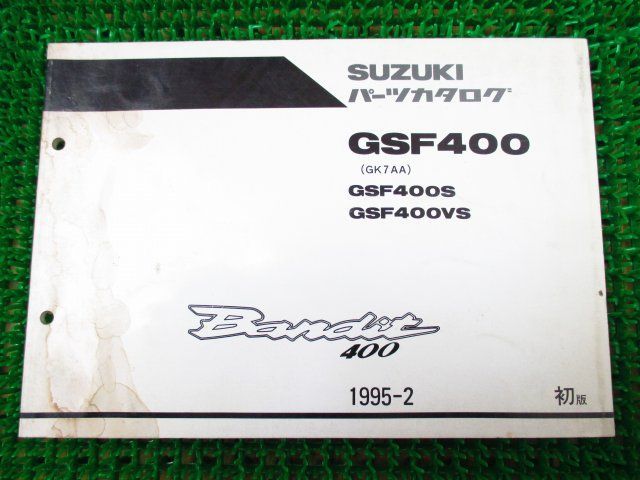 SUZUKI
パーツカタログ
GSF400
(GK7AA)
GSF400S
GSF400VS
Bandit
400
1995-2
初版